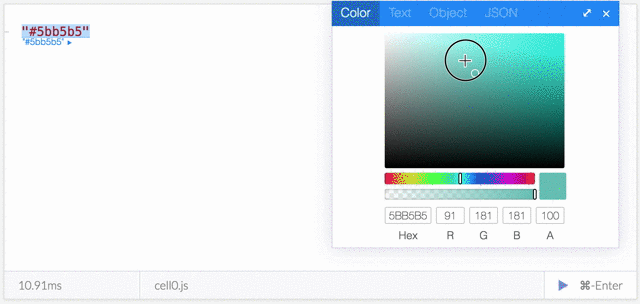 "#5bb5b5"
"#5bb5b5" ▸
Color Text Object JSON
5BB5B5 91 181 181 100
Hex R G B A
10.91ms cell0.js ⌘-Enter